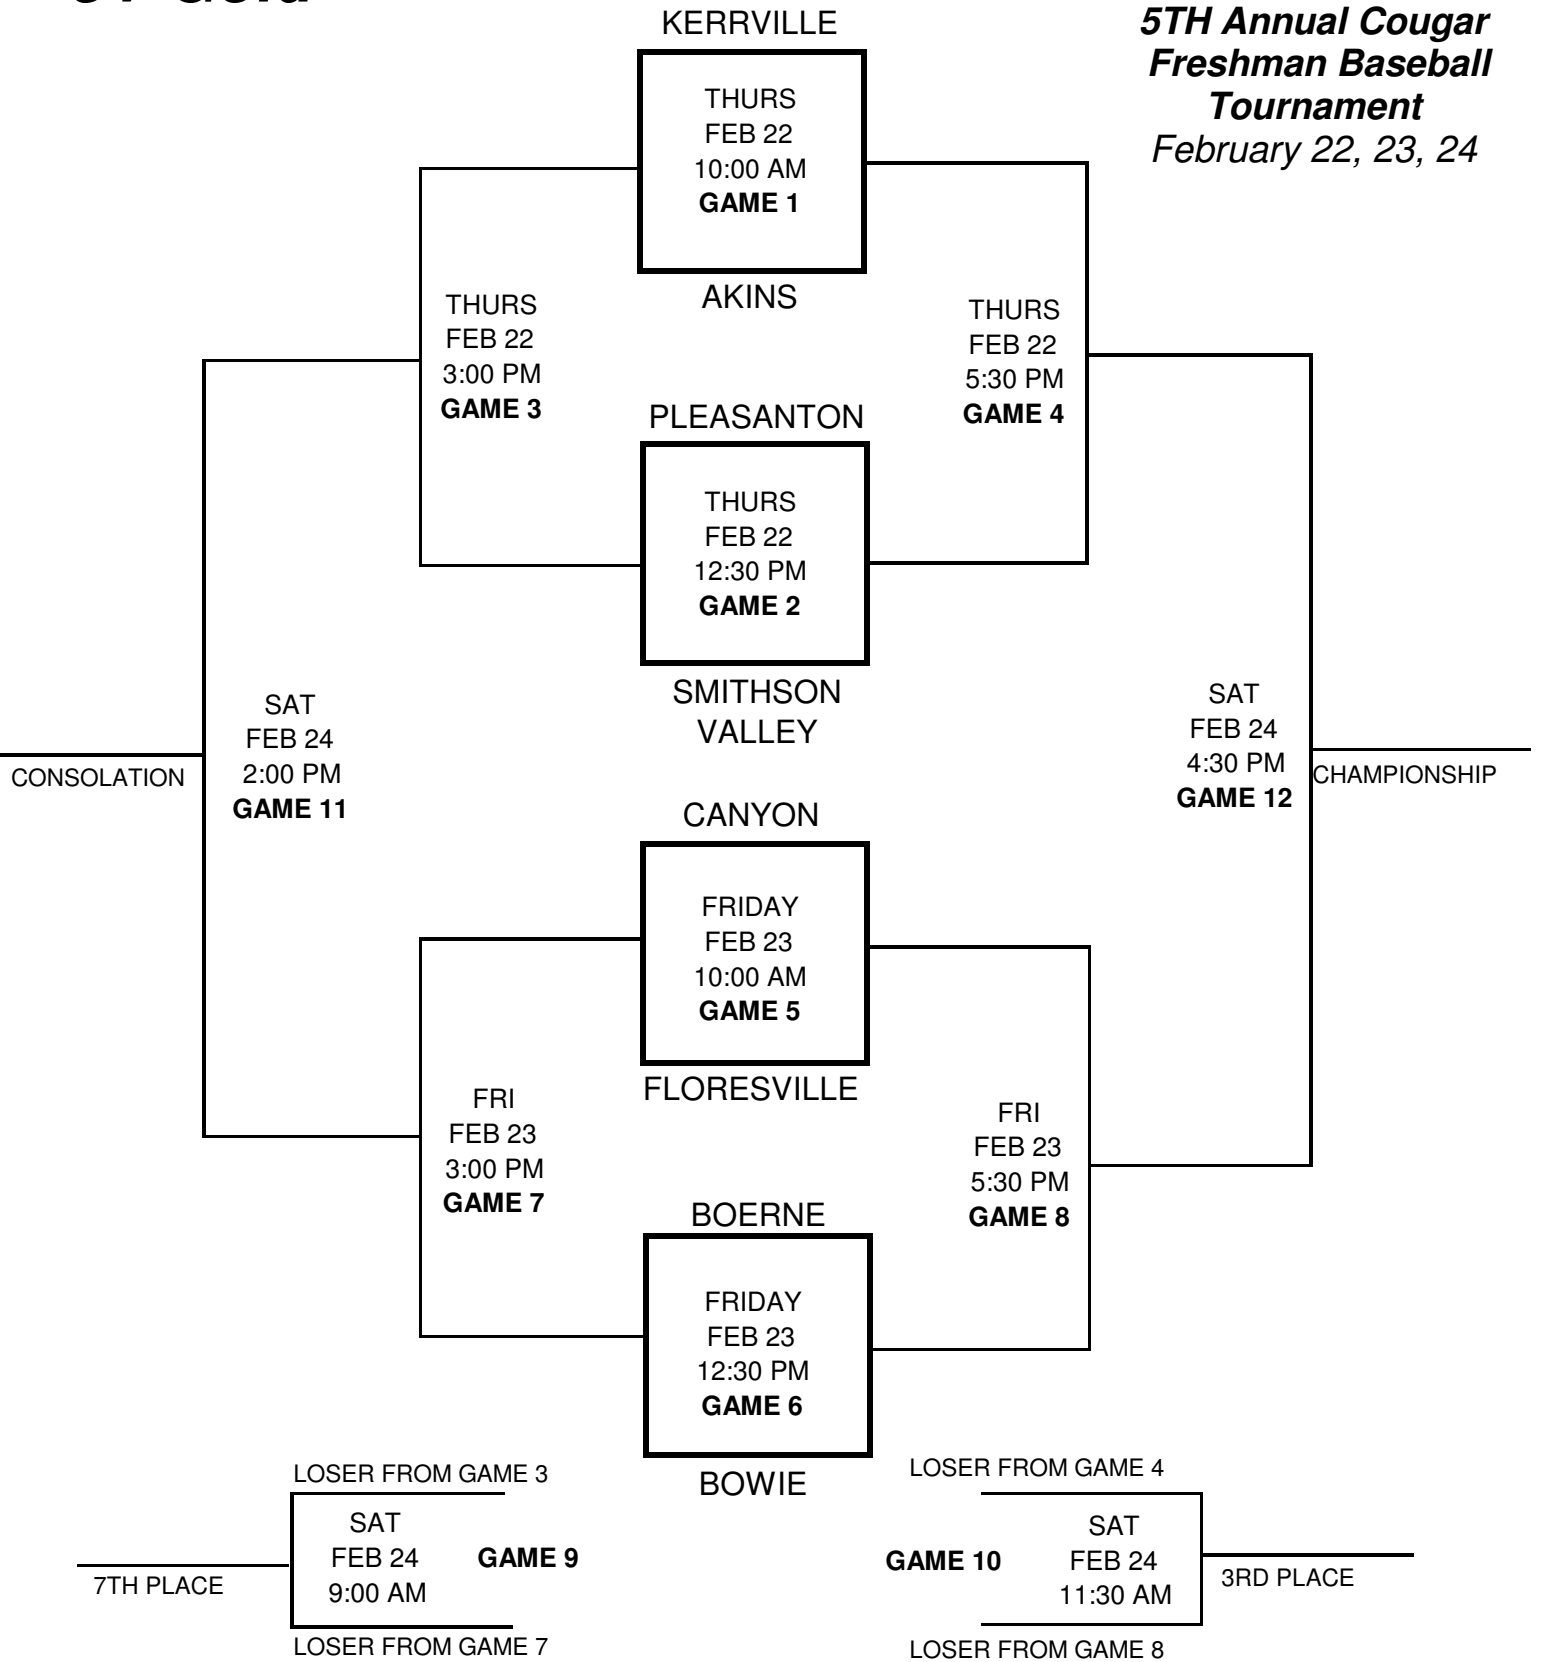 KERRVILLE
5TH Annual Cougar
Freshman Baseball
Tournament
February 22, 23, 24
THURS
FEB 22
10:00 AM
GAME 1
AKINS
THURS
FEB 22
3:00 PM
GAME 3
THURS
FEB 22
5:30 PM
GAME 4
PLEASANTON
THURS
FEB 22
12:30 PM
GAME 2
SMITHSON
VALLEY
SAT
FEB 24
2:00 PM
GAME 11
CONSOLATION
SAT
FEB 24
4:30 PM
GAME 12
CHAMPIONSHIP
CANYON
FRIDAY
FEB 23
10:00 AM
GAME 5
FLORESVILLE
FRI
FEB 23
3:00 PM
GAME 7
FRI
FEB 23
5:30 PM
GAME 8
BOERNE
FRIDAY
FEB 23
12:30 PM
GAME 6
BOWIE
LOSER FROM GAME 3
SAT
FEB 24
9:00 AM
GAME 9
7TH PLACE
LOSER FROM GAME 7
LOSER FROM GAME 4
GAME 10
SAT
FEB 24
11:30 AM
3RD PLACE
LOSER FROM GAME 8